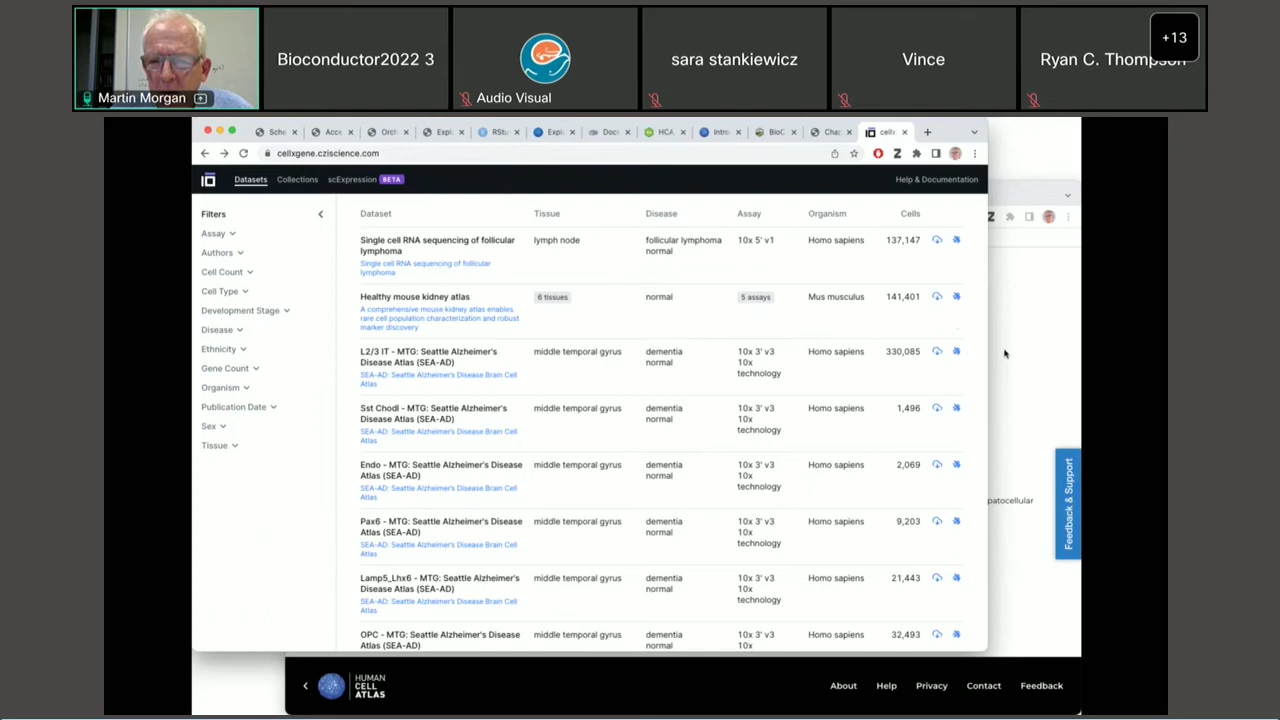 +13
Bioconductor2022 3
sara stankiewicz
Vince
Ryan C. Thompson
Martin Morgan
Audio Visual
Sche
Acce
Orch
Expl
RStu
Expl
Doc
HCA
Intro
BioC
Cha
cellx
cellxgene.cziscience.com
Datasets
Collections
scExpression BETA
Help & Documentation
Filters
Assay
Authors
Cell Count
Cell Type
Development Stage
Disease
Ethnicity
Gene Count
Organism
Publication Date
Sex
Tissue
Dataset Tissue Disease Assay Organism Cells
Single cell RNA sequencing of follicular lymph node follicular lymphoma 10x 5' v1 Homo sapiens 137,147
lymphoma normal
Single cell RNA sequencing of follicular
lymphoma
Healthy mouse kidney atlas 6 tissues normal 5 assays Mus musculus 141,401
A comprehensive mouse kidney atlas enables
rare cell population characterization and robust
marker discovery
L2/3 IT - MTG: Seattle Alzheimer's middle temporal gyrus dementia 10x 3' v3 Homo sapiens 330,085
Disease Atlas (SEA-AD) normal 10x
technology
SEA-AD: Seattle Alzheimer's Disease Brain Cell
Atlas
Sst Chodl - MTG: Seattle Alzheimer's middle temporal gyrus dementia 10x 3' v3 Homo sapiens 1,496
Disease Atlas (SEA-AD) normal 10x
technology
SEA-AD: Seattle Alzheimer's Disease Brain Cell
Atlas
Endo - MTG: Seattle Alzheimer's Disease middle temporal gyrus dementia 10x 3' v3 Homo sapiens 2,069
Atlas (SEA-AD) normal 10x
technology
SEA-AD: Seattle Alzheimer's Disease Brain Cell
Atlas
Pax6 - MTG: Seattle Alzheimer's Disease middle temporal gyrus dementia 10x 3' v3 Homo sapiens 9,203
Atlas (SEA-AD) normal 10x
technology
SEA-AD: Seattle Alzheimer's Disease Brain Cell
Atlas
Lamp5_Lhx6 - MTG: Seattle Alzheimer's middle temporal gyrus dementia 10x 3' v3 Homo sapiens 21,443
Disease Atlas (SEA-AD) normal 10x
technology
SEA-AD: Seattle Alzheimer's Disease Brain Cell
Atlas
OPC - MTG: Seattle Alzheimer's Disease middle temporal gyrus dementia 10x 3' v3 Homo sapiens 32,493
Atlas (SEA-AD) normal 10x
patocellular
Feedback & Support
HUMAN
CELL
ATLAS
About
Help
Privacy
Contact
Feedback